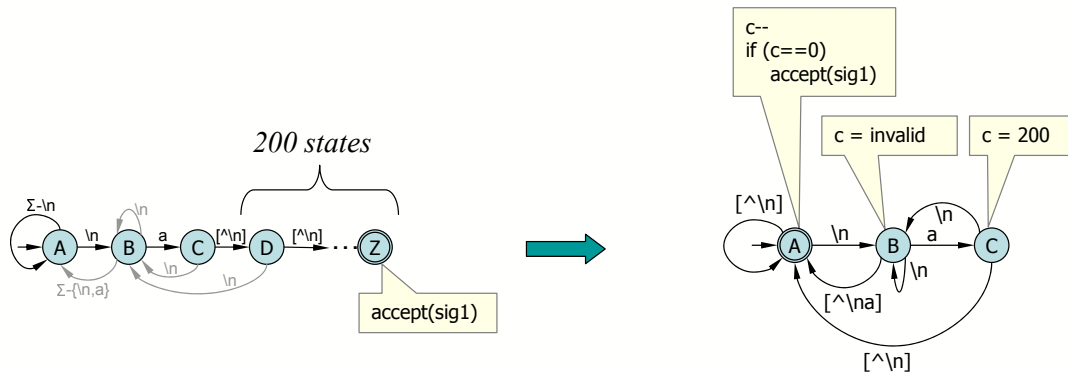 c--
if (c==0)
accept(sig1)
200 states
c = invalid
c = 200
Σ-\n
\n
[^\n]
\n
A
\n
B
a
C
[^\n]
D
[^\n]
...
Z
\n
\n
Σ-{\n,a}
accept(sig1)
A
\n
B
a
C
\n
[^\na]
[^\n]